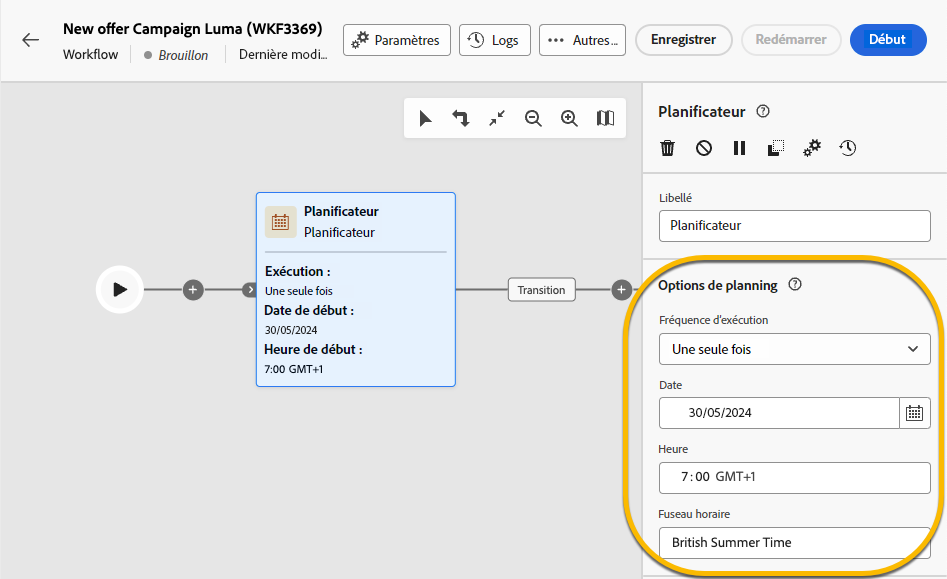 New offer Campaign Luma (WKF3369)
Workflow
Brouillon
Dernière modi...
Paramètres
Logs
Autres...
Enregistrer
Redémarrer
Début
Planificateur
Planificateur
Exécution :
Une seule fois
Date de début :
30/05/2024
Heure de début :
7:00 GMT+1
Transition
Planificateur
Libellé
Planificateur
Options de planning
Fréquence d'exécution
Une seule fois
Date
30/05/2024
Heure
7:00 GMT+1
Fuseau horaire
British Summer Time